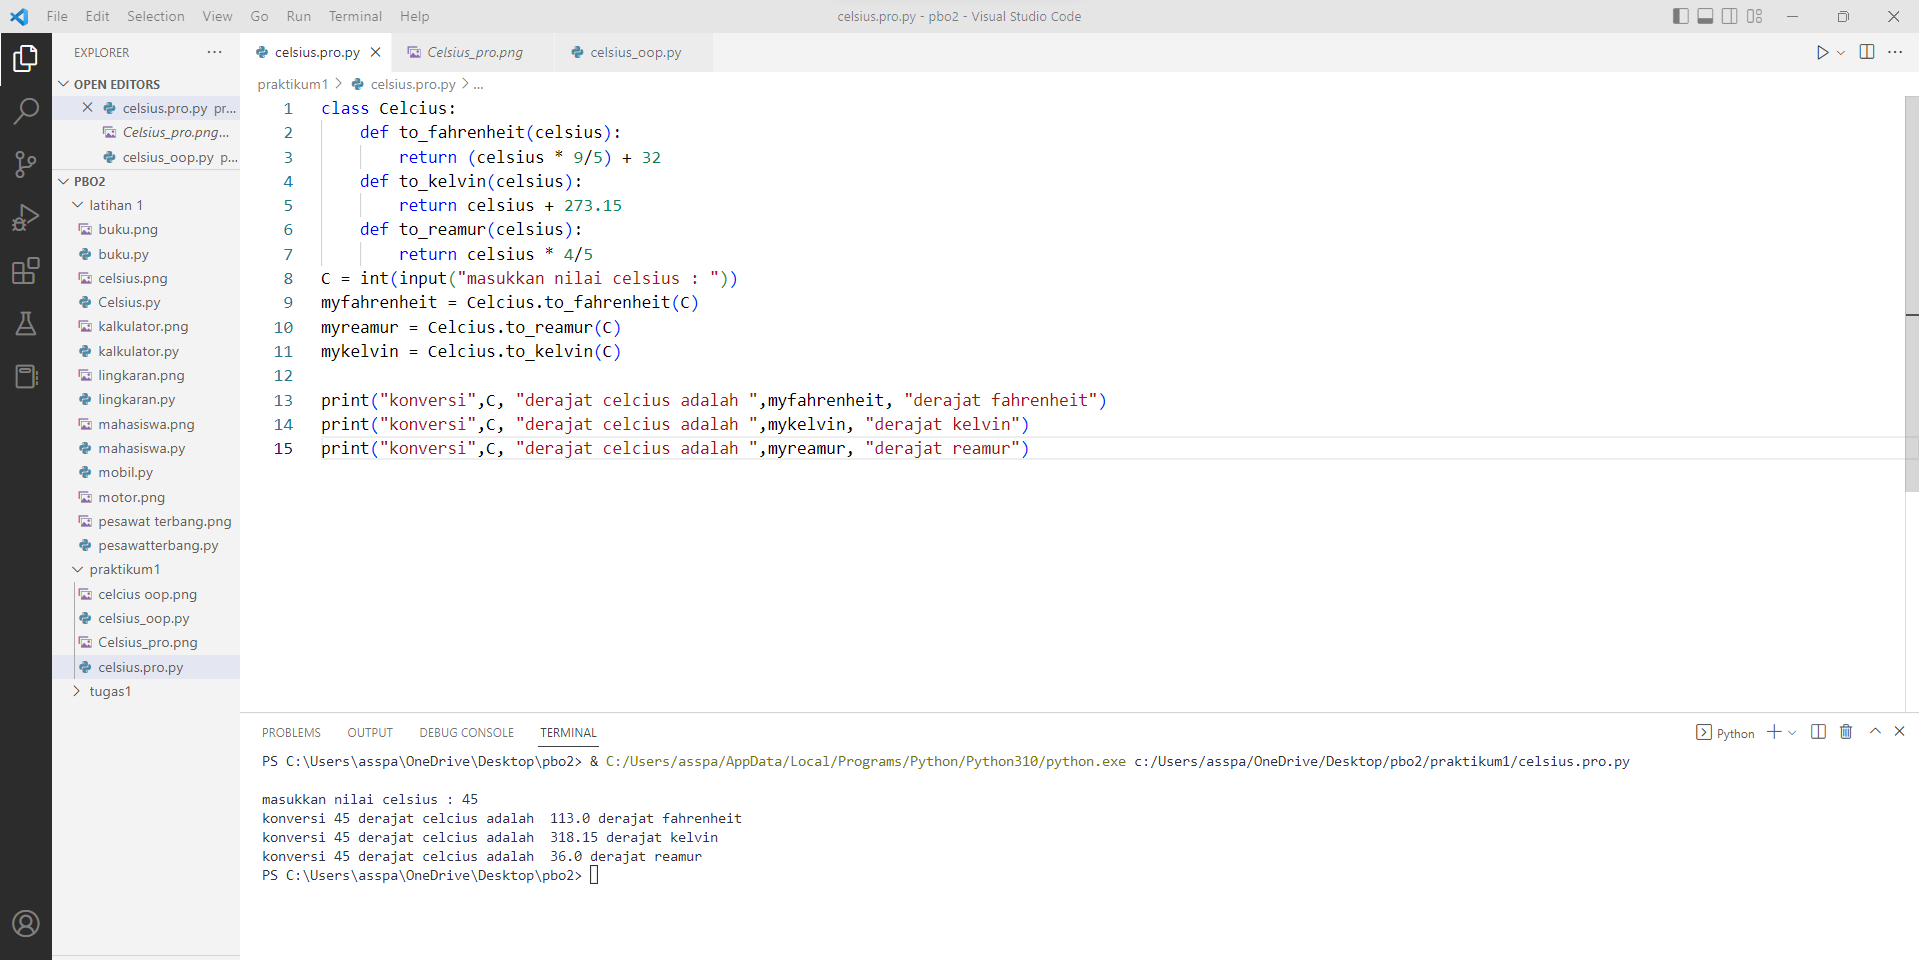 File Edit Selection View Go Run Terminal Help celsius.pro.py - pbo2 - Visual Studio Code
EXPLORER ···
OPEN EDITORS
celsius.pro.py pr...
Celsius_pro.png...
celsius_oop.py p...
PBO2
latihan 1
buku.png
buku.py
celsius.png
Celsius.py
kalkulator.png
kalkulator.py
lingkaran.png
lingkaran.py
mahasiswa.png
mahasiswa.py
mobil.py
motor.png
pesawat terbang.png
pesawatterbang.py
praktikum1
celcius oop.png
celsius_oop.py
Celsius_pro.png
celsius.pro.py
tugas1
celsius.pro.py Celsius_pro.png celsius_oop.py
praktikum1 > celsius.pro.py > ...
1 class Celcius:
2 def to_fahrenheit(celsius):
3 return (celsius * 9/5) + 32
4 def to_kelvin(celsius):
5 return celsius + 273.15
6 def to_reamur(celsius):
7 return celsius * 4/5
8 C = int(input("masukkan nilai celsius : "))
9 myfahrenheit = Celcius.to_fahrenheit(C)
10 myreamur = Celcius.to_reamur(C)
11 mykelvin = Celcius.to_kelvin(C)
12
13 print("konversi",C, "derajat celcius adalah ",myfahrenheit, "derajat fahrenheit")
14 print("konversi",C, "derajat celcius adalah ",mykelvin, "derajat kelvin")
15 print("konversi",C, "derajat celcius adalah ",myreamur, "derajat reamur")
PROBLEMS OUTPUT DEBUG CONSOLE TERMINAL Python
PS C:\Users\asspa\OneDrive\Desktop\pbo2> & C:/Users/asspa/AppData/Local/Programs/Python/Python310/python.exe c:/Users/asspa/OneDrive/Desktop/pbo2/praktikum1/celsius.pro.py
masukkan nilai celsius : 45
konversi 45 derajat celcius adalah  113.0 derajat fahrenheit
konversi 45 derajat celcius adalah  318.15 derajat kelvin
konversi 45 derajat celcius adalah  36.0 derajat reamur
PS C:\Users\asspa\OneDrive\Desktop\pbo2>